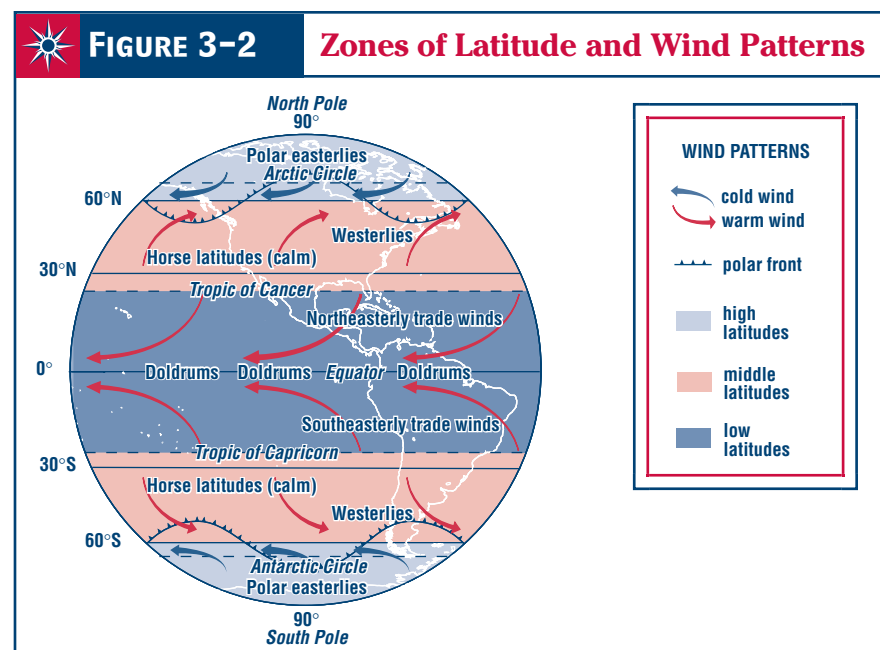 FIGURE 3-2
Zones of Latitude and Wind Patterns
North Pole
90°
Polar easterlies
Arctic Circle
60°N
Westerlies
Horse latitudes (calm)
30°N
Tropic of Cancer
Northeasterly trade winds
0°
Doldrums Doldrums Equator Doldrums
Southeasterly trade winds
Tropic of Capricorn
30°S
Horse latitudes (calm)
Westerlies
60°S
Antarctic Circle
Polar easterlies
90°
South Pole
WIND PATTERNS
cold wind
warm wind
polar front
high
latitudes
middle
latitudes
low
latitudes